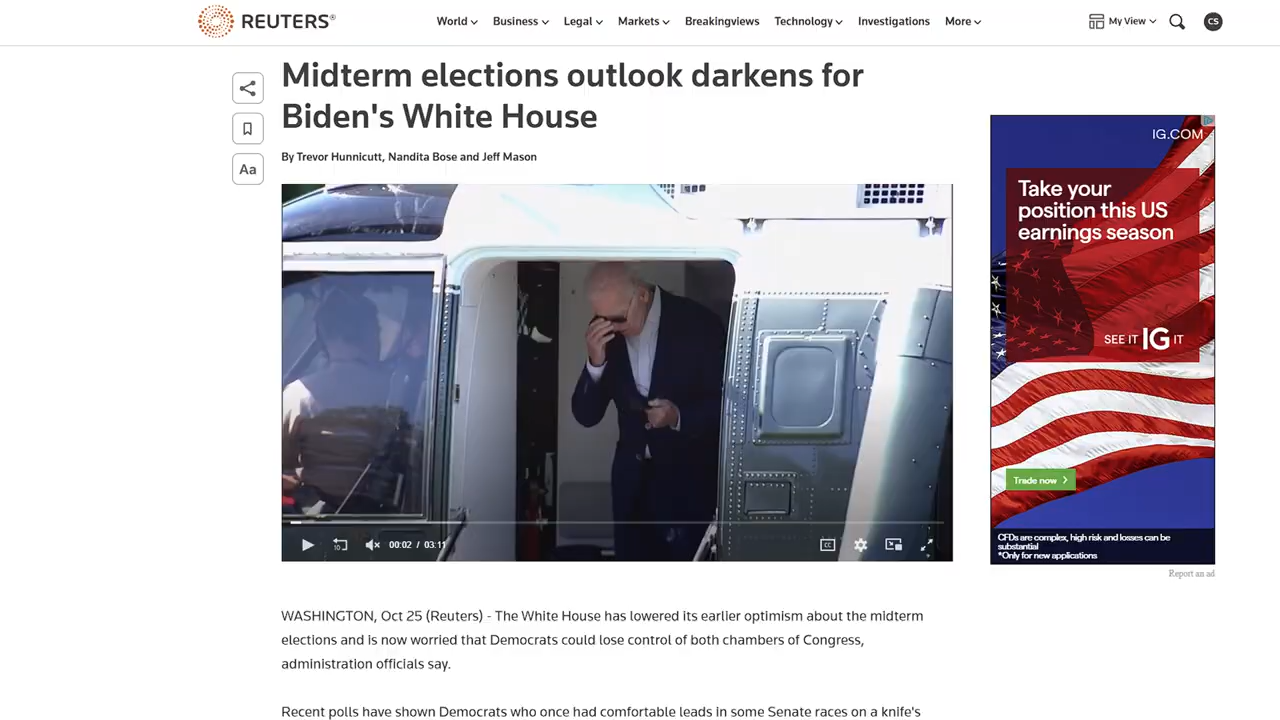 REUTERS®
World Business Legal Markets Breakingviews Technology Investigations More
My View
CS
Midterm elections outlook darkens for
Biden's White House
Aa
By Trevor Hunnicutt, Nandita Bose and Jeff Mason
10
00:02 / 03:11
CC
WASHINGTON, Oct 25 (Reuters) - The White House has lowered its earlier optimism about the midterm
elections and is now worried that Democrats could lose control of both chambers of Congress,
administration officials say.
Recent polls have shown Democrats who once had comfortable leads in some Senate races on a knife's
IG.COM
Take your
position this US
earnings season
SEE IT IG IT
Trade now
CFDs are complex, high risk and losses can be
substantial
*Only for new applications
Report an ad